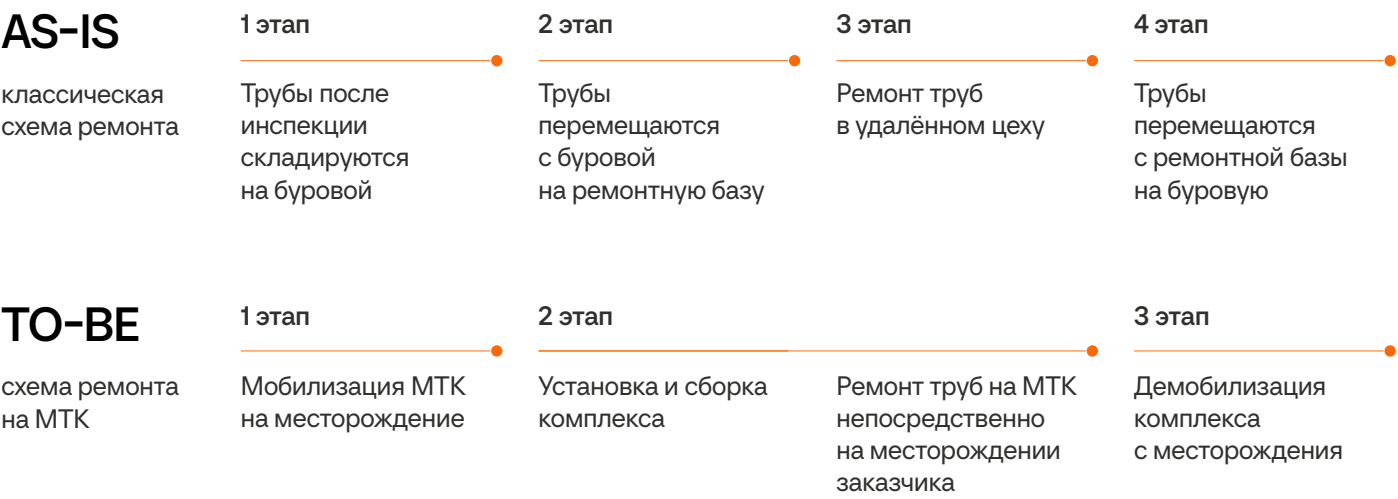 AS-IS
классическая
схема ремонта
1 этап
Трубы после
инспекции
складируются
на буровой
2 этап
Трубы
перемещаются
с буровой
на ремонтную базу
3 этап
Ремонт труб
в удалённом цеху
4 этап
Трубы
перемещаются
с ремонтной базы
на буровую
TO-BE
схема ремонта
на МТК
1 этап
Мобилизация МТК
на месторождение
2 этап
Установка и сборка
комплекса
Ремонт труб на МТК
непосредственно
на месторождении
заказчика
3 этап
Демобилизация
комплекса
с месторождения